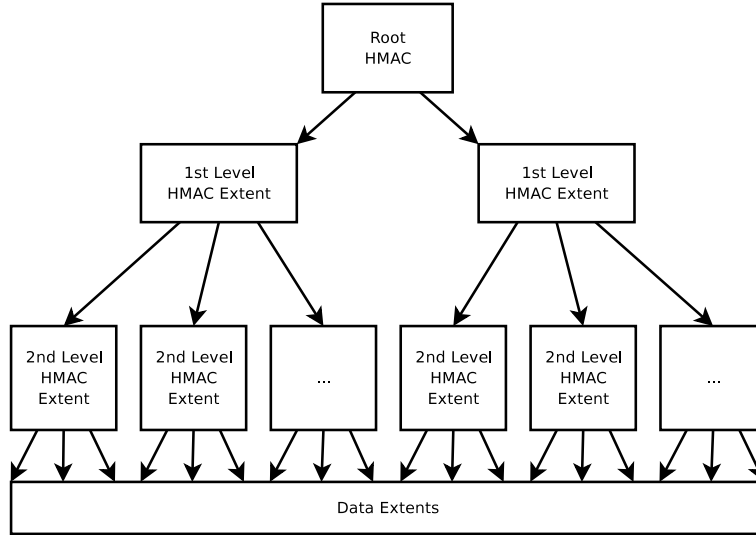 Root
HMAC
1st Level
HMAC Extent
1st Level
HMAC Extent
2nd Level
HMAC
Extent
2nd Level
HMAC
Extent
...
2nd Level
HMAC
Extent
2nd Level
HMAC
Extent
...
Data Extents